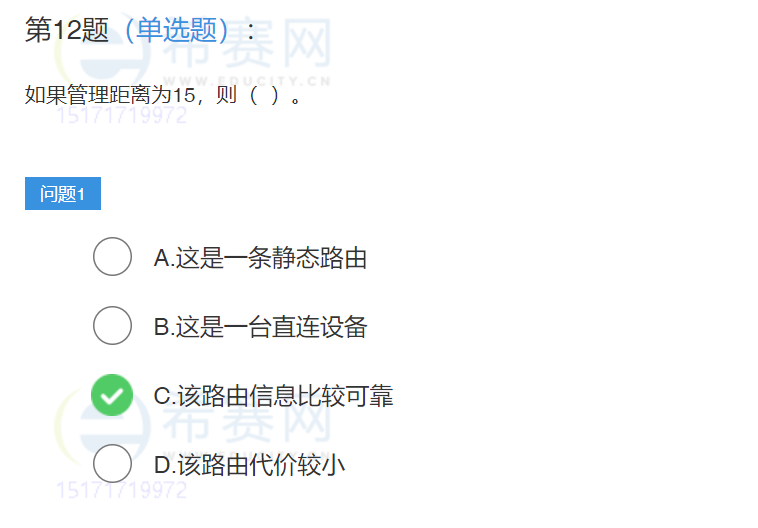 第12题（单选题）：
希赛网
WWW.EDUCITY.CN
如果管理距离为15，则（ ）。
15171719972
问题1
A.这是一条静态路由
B.这是一台直连设备
C.该路由信息比较可靠
希赛网
WWW.EDUCITY.CN
D.该路由代价较小
15171719972